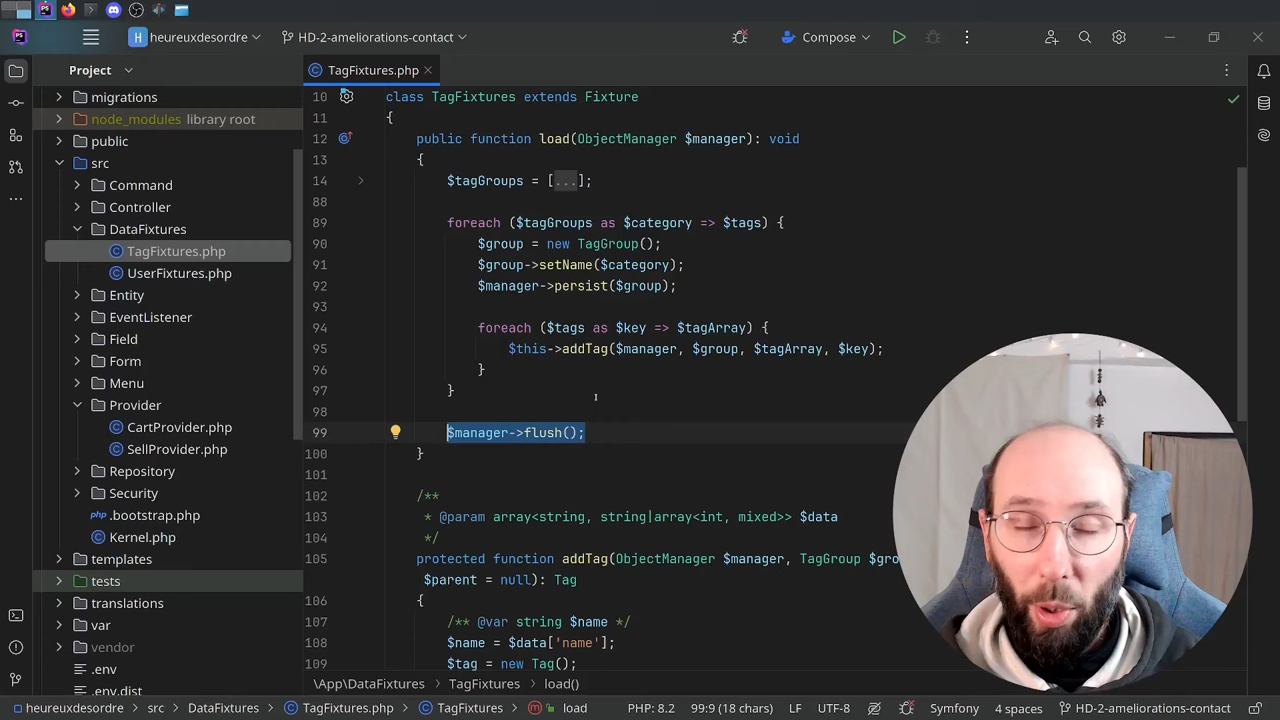 H heureuxdesordre
HD-2-ameliorations-contact
Compose
Project
TagFixtures.php
migrations
node_modules library root
public
src
Command
Controller
DataFixtures
TagFixtures.php
UserFixtures.php
Entity
EventListener
Field
Form
Menu
Provider
CartProvider.php
SellProvider.php
Repository
Security
.bootstrap.php
Kernel.php
templates
tests
translations
var
vendor
.env
.env.dist
10 class TagFixtures extends Fixture
11 {
12 public function load(ObjectManager $manager): void
13 {
14 $tagGroups = [...];
88
89 foreach ($tagGroups as $category => $tags) {
90 $group = new TagGroup();
91 $group->setName($category);
92 $manager->persist($group);
93
94 foreach ($tags as $key => $tagArray) {
95 $this->addTag($manager, $group, $tagArray, $key);
96 }
97 }
98
99 $manager->flush();
100 }
101
102 /**
103 * @param array<string, string|array<int, mixed>> $data
104 */
105 protected function addTag(ObjectManager $manager, TagGroup $gro
$parent = null): Tag
106 {
107 /** @var string $name */
108 $name = $data['name'];
109 $tag = new Tag();
\App\DataFixtures TagFixtures load()
heureuxdesordre src DataFixtures TagFixtures.php TagFixtures load PHP: 8.2 99:9 (18 chars) LF UTF-8 Symfony 4 spaces HD-2-ameliorations-contact